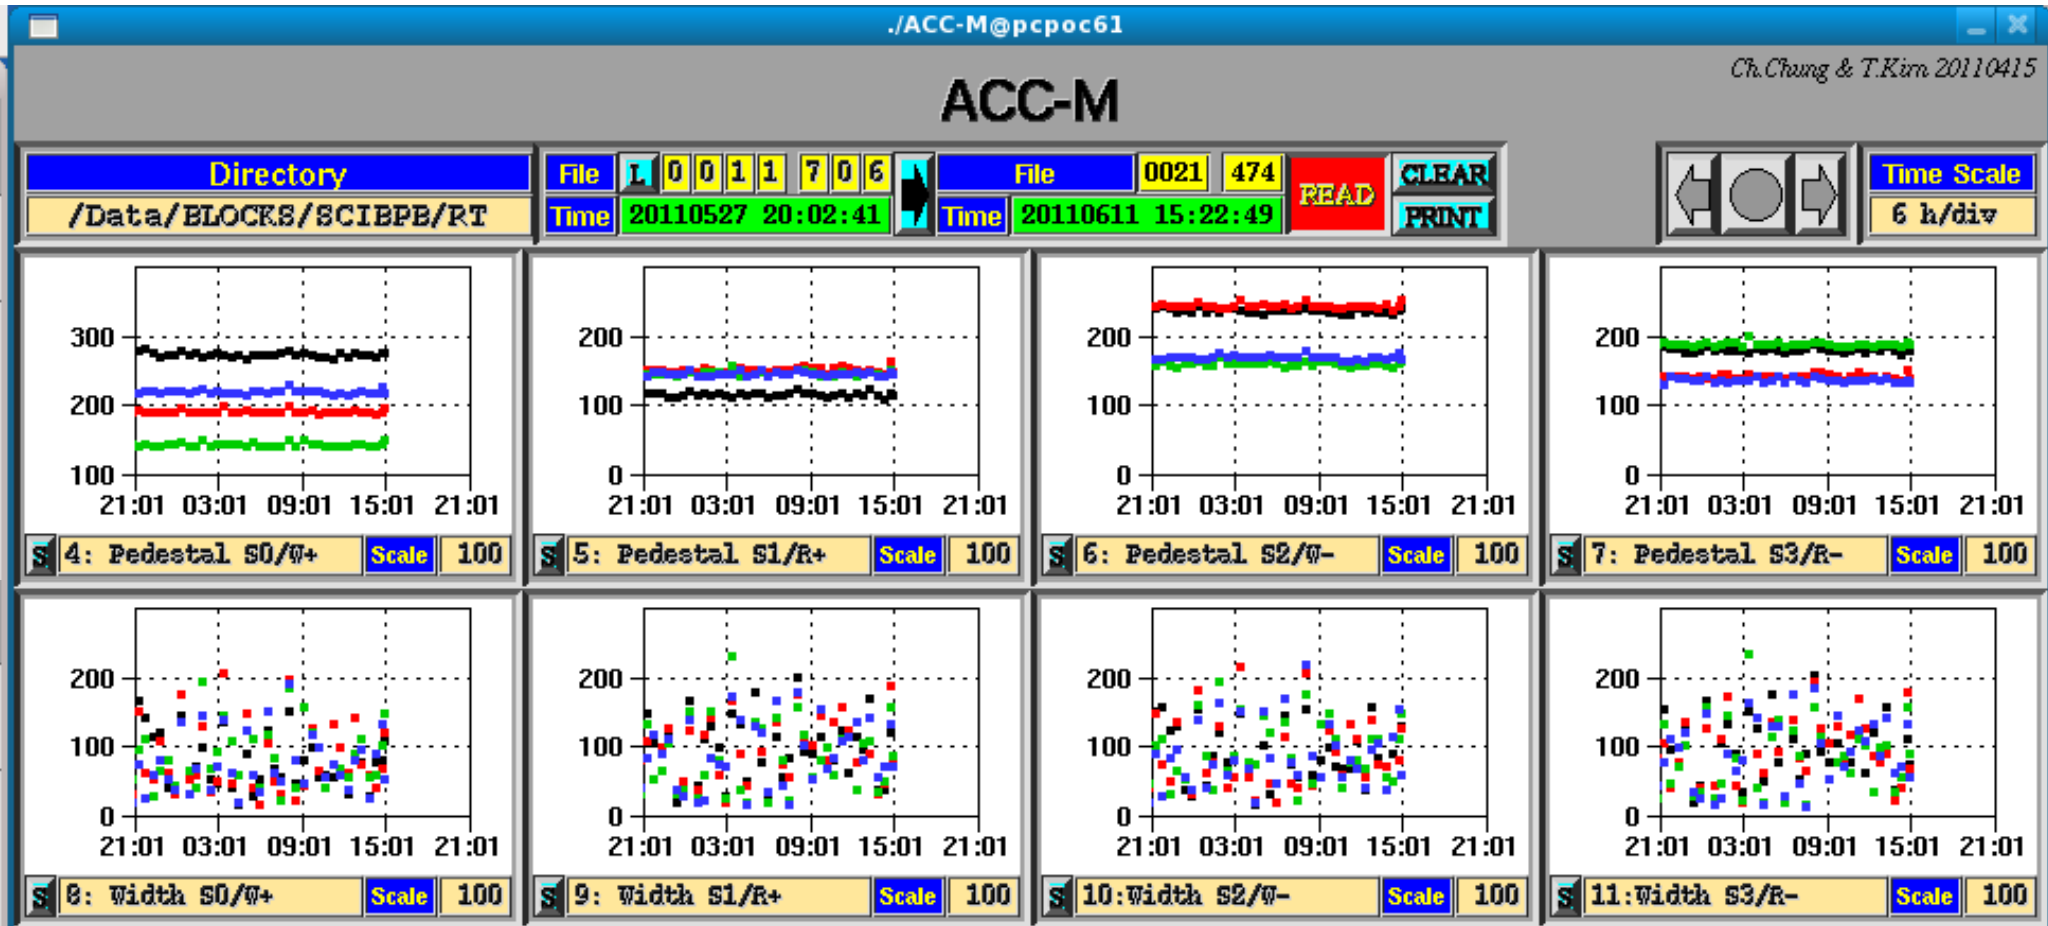 ./ACC-M@pcpoc61
Ch.Chung & T.Kim 20110415
ACC-M
Directory
/Data/BLOCKS/SCIBPB/RT
File L 0 0 1 1 7 0 6
Time 20110527 20:02:41
File 0021 474
Time 20110611 15:22:49
READ
CLEAR
PRINT
Time Scale
6 h/div
300
200
100
21:01 03:01 09:01 15:01 21:01
S 4: Pedestal S0/W+ Scale 100
200
100
0
21:01 03:01 09:01 15:01 21:01
S 5: Pedestal S1/R+ Scale 100
200
100
0
21:01 03:01 09:01 15:01 21:01
S 6: Pedestal S2/W- Scale 100
200
100
0
21:01 03:01 09:01 15:01 21:01
S 7: Pedestal S3/R- Scale 100
200
100
0
21:01 03:01 09:01 15:01 21:01
S 8: Width S0/W+ Scale 100
200
100
0
21:01 03:01 09:01 15:01 21:01
S 9: Width S1/R+ Scale 100
200
100
0
21:01 03:01 09:01 15:01 21:01
S 10:Width S2/W- Scale 100
200
100
0
21:01 03:01 09:01 15:01 21:01
S 11:Width S3/R- Scale 100